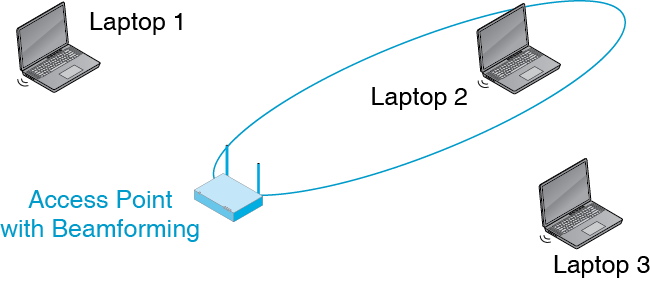 Laptop 1
Laptop 2
Access Point
with Beamforming
Laptop 3